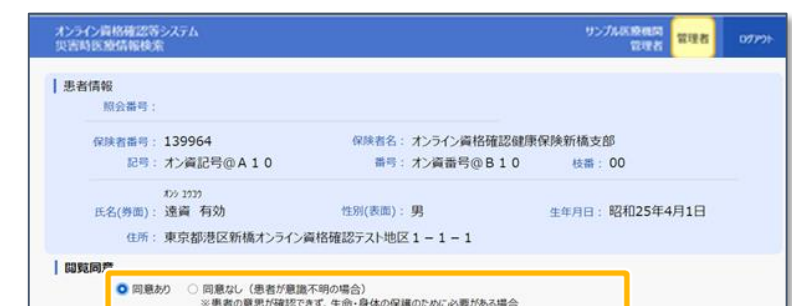 オンライン資格確認等システム
災害時医療情報検索
サンプル医療機関
管理者
管理者
ログアウト
患者情報
照会番号：
保険者番号： 139964 保険者名： オンライン資格確認健康保険新橋支部
記号： オン資記号@Ａ１０ 番号： オン資番号@Ｂ１０ 枝番： 00
氏名(券面)： 遠資 有効 性別(表面)： 男 生年月日： 昭和25年4月1日
住所： 東京都港区新橋オンライン資格確認テスト地区１－１－１
閲覧同意
同意あり 同意なし（患者が意識不明の場合）
※患者の意思が確認できず、生命・身体の保護のために必要がある場合